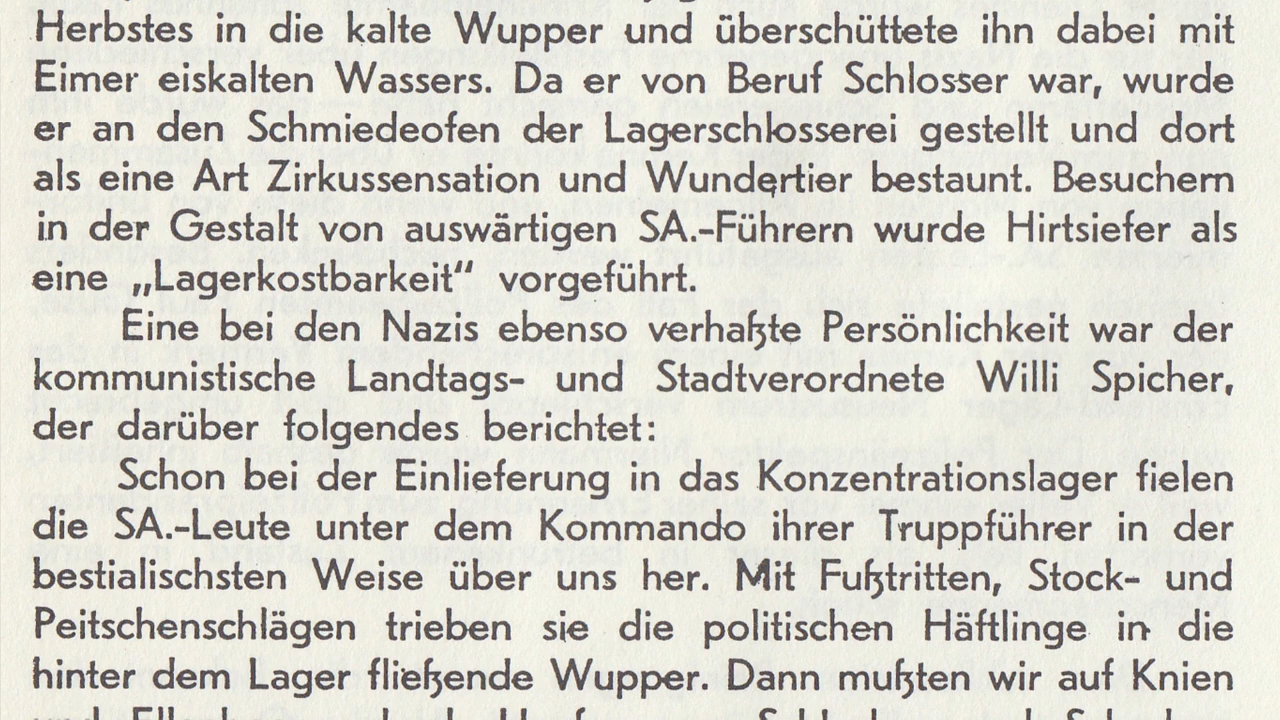 Herbstes in die kalte Wupper und überschüttete ihn dabei mit
Eimer eiskalten Wassers. Da er von Beruf Schlosser war, wurde
er an den Schmiedeofen der Lagerschlosserei gestellt und dort
als eine Art Zirkussensation und Wundertier bestaunt. Besuchern
in der Gestalt von auswärtigen SA.-Führern wurde Hirtsiefer als
eine „Lagerkostbarkeit“ vorgeführt.
Eine bei den Nazis ebenso verhaßte Persönlichkeit war der
kommunistische Landtags- und Stadtverordnete Willi Spicher,
der darüber folgendes berichtet:
Schon bei der Einlieferung in das Konzentrationslager fielen
die SA.-Leute unter dem Kommando ihrer Truppführer in der
bestialischsten Weise über uns her. Mit Fußtritten, Stock- und
Peitschenschlägen trieben sie die politischen Häftlinge in die
hinter dem Lager fließende Wupper. Dann mußten wir auf Knien